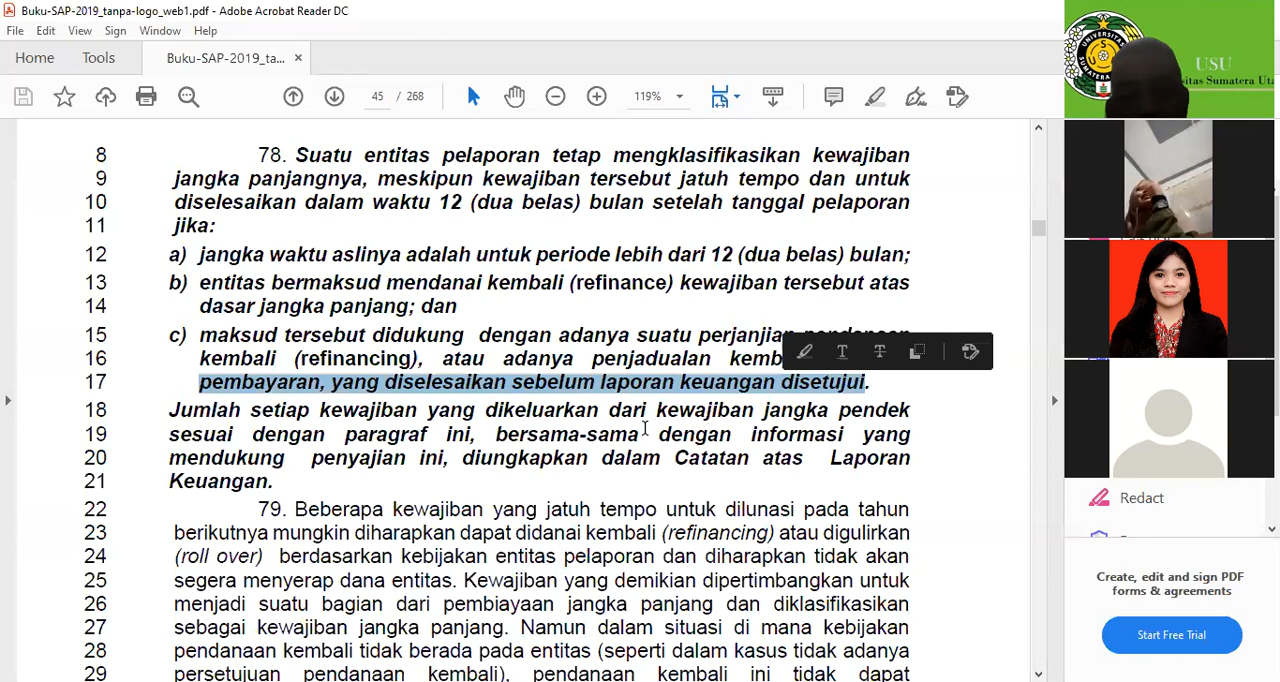 Buku-SAP-2019_tanpa-logo_web1.pdf - Adobe Acrobat Reader DC
File Edit View Sign Window Help
Home Tools Buku-SAP-2019_ta... ×
45 / 268 119%
8 78. Suatu entitas pelaporan tetap mengklasifikasikan kewajiban
9 jangka panjangnya, meskipun kewajiban tersebut jatuh tempo dan untuk
10 diselesaikan dalam waktu 12 (dua belas) bulan setelah tanggal pelaporan
11 jika:
12 a) jangka waktu aslinya adalah untuk periode lebih dari 12 (dua belas) bulan;
13 b) entitas bermaksud mendanai kembali (refinance) kewajiban tersebut atas
14 dasar jangka panjang; dan
15 c) maksud tersebut didukung dengan adanya suatu perjanjian pendanaan
16 kembali (refinancing), atau adanya penjadualan
17 pembayaran, yang diselesaikan sebelum laporan keuangan disetujui.
18 Jumlah setiap kewajiban yang dikeluarkan dari kewajiban jangka pendek
19 sesuai dengan paragraf ini, bersama-sama dengan informasi yang
20 mendukung penyajian ini, diungkapkan dalam Catatan atas Laporan
21 Keuangan.
22 79. Beberapa kewajiban yang jatuh tempo untuk dilunasi pada tahun
23 berikutnya mungkin diharapkan dapat didanai kembali (refinancing) atau digulirkan
24 (roll over) berdasarkan kebijakan entitas pelaporan dan diharapkan tidak akan
25 segera menyerap dana entitas. Kewajiban yang demikian dipertimbangkan untuk
26 menjadi suatu bagian dari pembiayaan jangka panjang dan diklasifikasikan
27 sebagai kewajiban jangka panjang. Namun dalam situasi di mana kebijakan
28 pendanaan kembali tidak berada pada entitas (seperti dalam kasus tidak adanya
29 persetujuan pendanaan kembali), pendanaan kembali ini tidak dapat
USU
Redact
Create, edit and sign PDF
forms & agreements
Start Free Trial